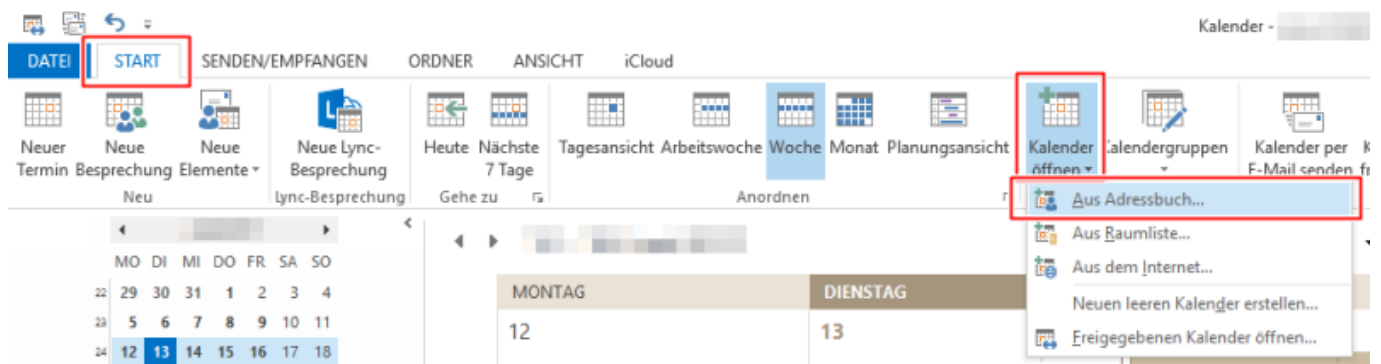 Kalender -
DATEI START SENDEN/EMPFANGEN ORDNER ANSICHT iCloud
Neuer Neue Neue Neue Lync- Heute Nächste Tagesansicht Arbeitswoche Woche Monat Planungsansicht Kalender alendergruppen Kalender per
Termin Besprechung Elemente Besprechung 7 Tage öffnen E-Mail senden
Neu Lync-Besprechung Gehe zu Anordnen
Aus Adressbuch...
Aus Raumliste...
MO DI MI DO FR SA SO
Aus dem Internet...
22 29 30 31 1 2 3 4 MONTAG DIENSTAG
Neuen leeren Kalender erstellen...
23 5 6 7 8 9 10 11
12 13
Freigegebenen Kalender öffnen...
24 12 13 14 15 16 17 18